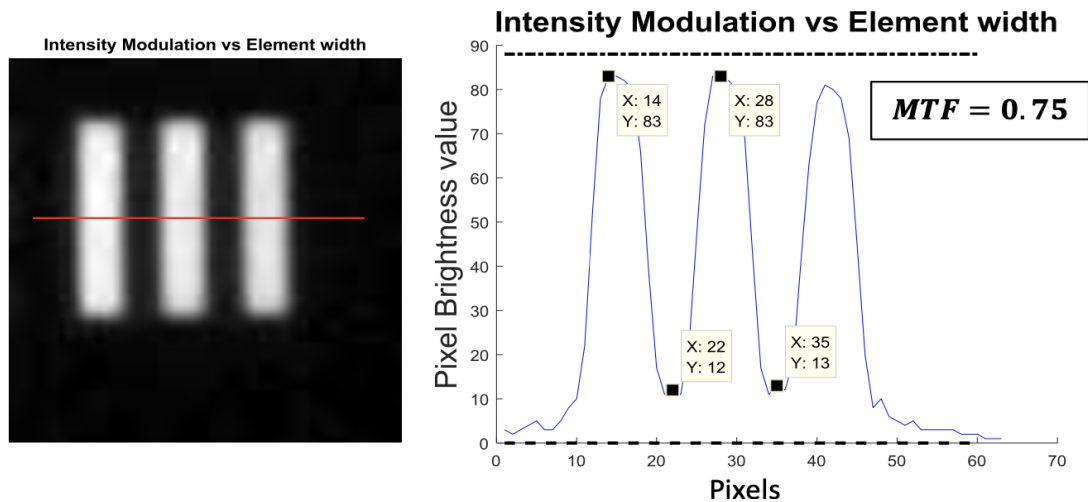 Intensity Modulation vs Element width
Intensity Modulation vs Element width
90
80
70
60
50
40
30
20
10
0
Pixel Brightness value
X: 14
Y: 83
X: 28
Y: 83
MTF = 0.75
X: 22
Y: 12
X: 35
Y: 13
0 10 20 30 40 50 60 70
Pixels